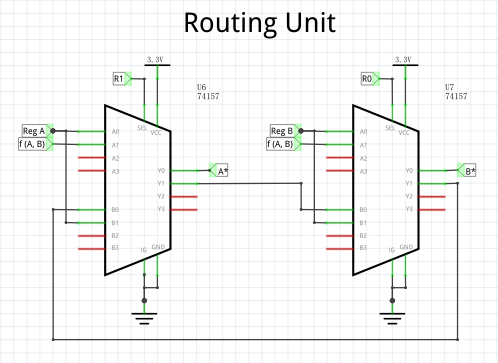 Routing Unit
3.3V
R1
U6
74157
SEL
VCC
Reg A
f (A, B)
A0
A1
A2
A3
B0
B1
B2
B3
Y0
Y1
Y2
Y3
A*
IG
GND
3.3V
R0
U7
74157
SEL
VCC
Reg B
f (A, B)
A0
A1
A2
A3
B0
B1
B2
B3
Y0
Y1
Y2
Y3
B*
IG
GND